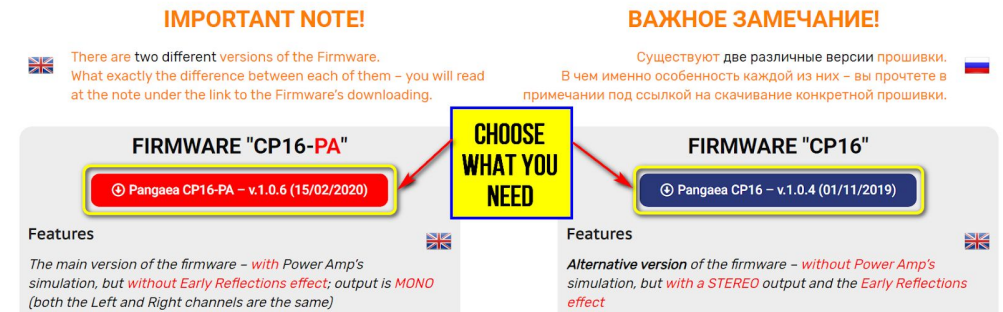 IMPORTANT NOTE!
There are two different versions of the Firmware.
What exactly the difference between each of them – you will read
at the note under the link to the Firmware's downloading.
ВАЖНОЕ ЗАМЕЧАНИЕ!
Существуют две различные версии прошивки.
В чем именно особенность каждой из них – вы прочтете в
примечании под ссылкой на скачивание конкретной прошивки.
CHOOSE
WHAT YOU
NEED
FIRMWARE "CP16-PA"
Pangaea CP16-PA – v.1.0.6 (15/02/2020)
Features
The main version of the firmware – with Power Amp's
simulation, but without Early Reflections effect; output is MONO
(both the Left and Right channels are the same)
FIRMWARE "CP16"
Pangaea CP16 – v.1.0.4 (01/11/2019)
Features
Alternative version of the firmware – without Power Amp's
simulation, but with a STEREO output and the Early Reflections
effect